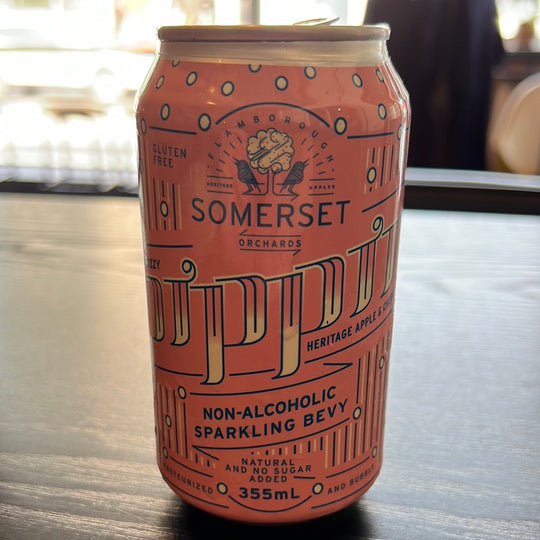 FLAMBOROUGH
GLUTEN
FREE
HERITAGE APPLES
SOMERSET
ORCHARDS
HERITAGE APPLE &
NON-ALCOHOLIC
SPARKLING BEVY
NATURAL
AND NO SUGAR
ADDED
355mL
AND BUBBLY